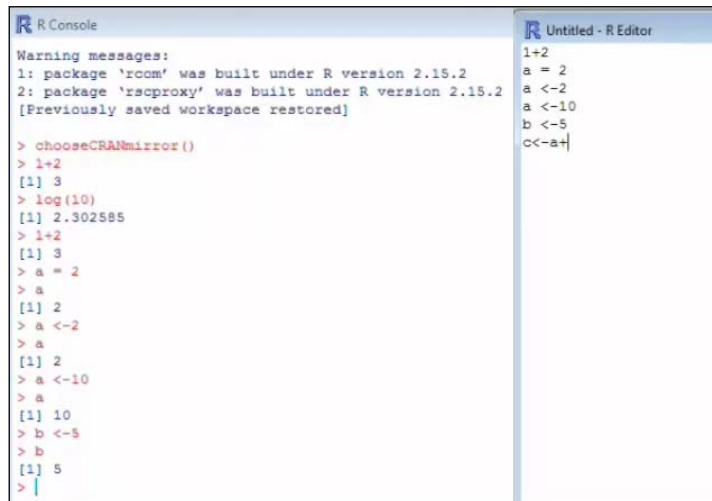 R Console
Warning messages:
1: package ‘rcom’ was built under R version 2.15.2
2: package ‘rscproxy’ was built under R version 2.15.2
[Previously saved workspace restored]
> chooseCRANmirror()
> 1+2
[1] 3
> log(10)
[1] 2.302585
> 1+2
[1] 3
> a = 2
> a
[1] 2
> a <-2
> a
[1] 2
> a <-10
> a
[1] 10
> b <-5
> b
[1] 5
>
Untitled - R Editor
1+2
a = 2
a <-2
a <-10
b <-5
c<-a+